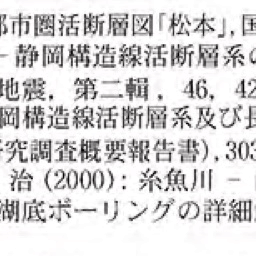 都市圏活断層図「松本」, 国
－静岡構造線活断層系の
地震, 第二輯, 46, 42
岡構造線活断層系及び長
研究調査概要報告書), 303
治 (2000) : 糸魚川－
湖底ボーリングの詳細